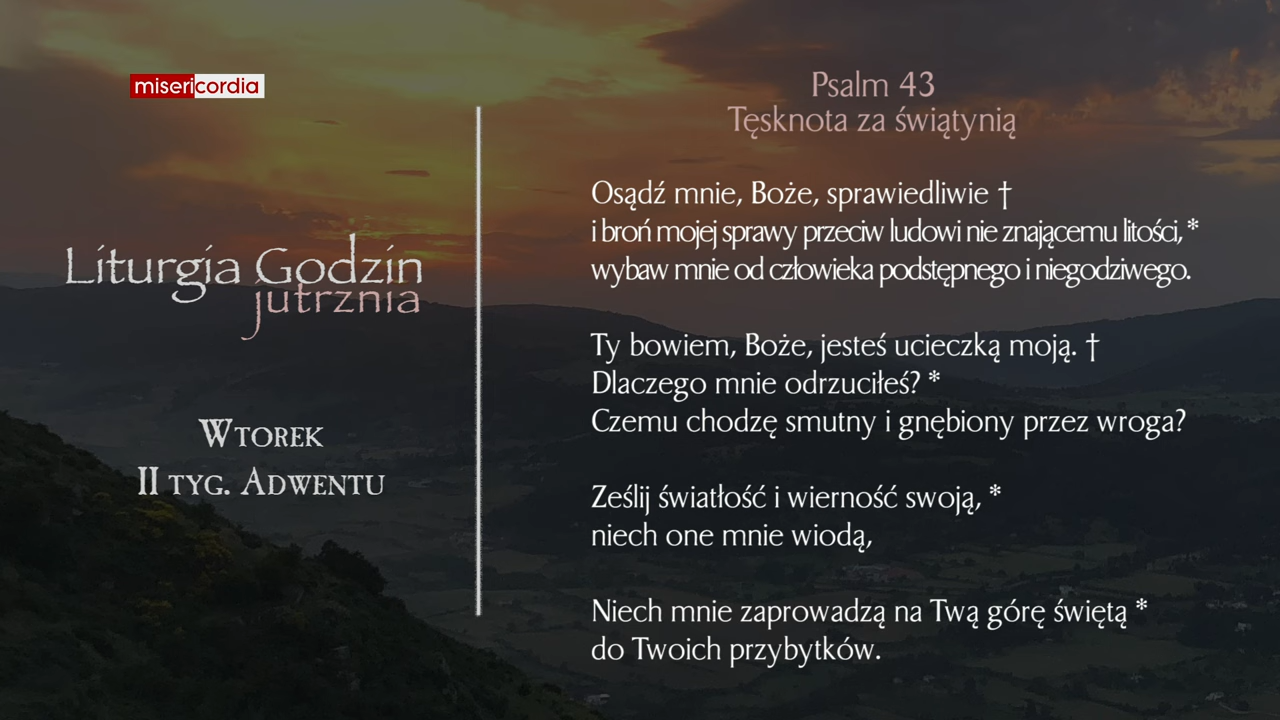 misericordia
Liturgia Godzin
jutrznia
Wtorek
II tyg. Adwentu
Psalm 43
Tęsknota za świątynią
Osądź mnie, Boże, sprawiedliwie †
i broń mojej sprawy przeciw ludowi nie znającemu litości, *
wybaw mnie od człowieka podstępnego i niegodziwego.
Ty bowiem, Boże, jesteś ucieczką moją. †
Dlaczego mnie odrzuciłeś? *
Czemu chodzę smutny i gnębiony przez wroga?
Ześlij światłość i wierność swoją, *
niech one mnie wiodą,
Niech mnie zaprowadzą na Twą górę świętą *
do Twoich przybytków.